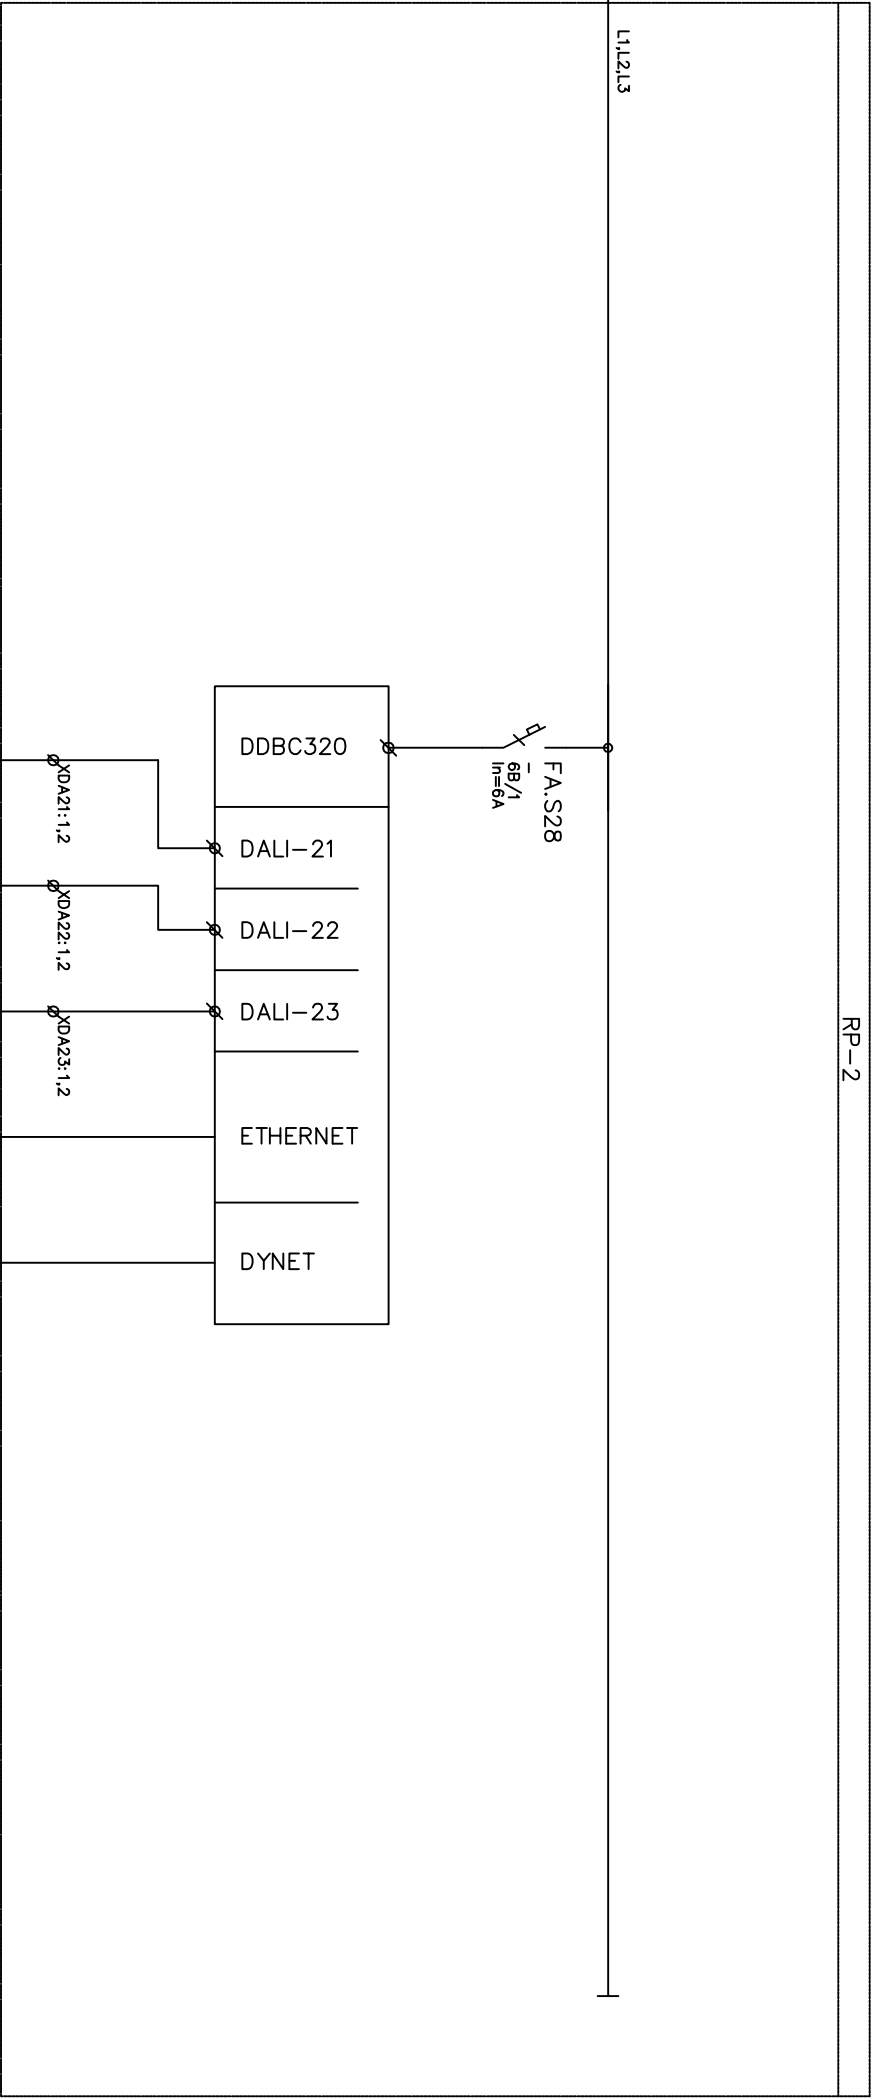 RP-2
L1,L2,L3
FA.S28
-
6B/1
In=6A
DDBC320
DALI-21
DALI-22
DALI-23
ETHERNET
DYNET
XDA21:1,2
XDA22:1,2
XDA23:1,2